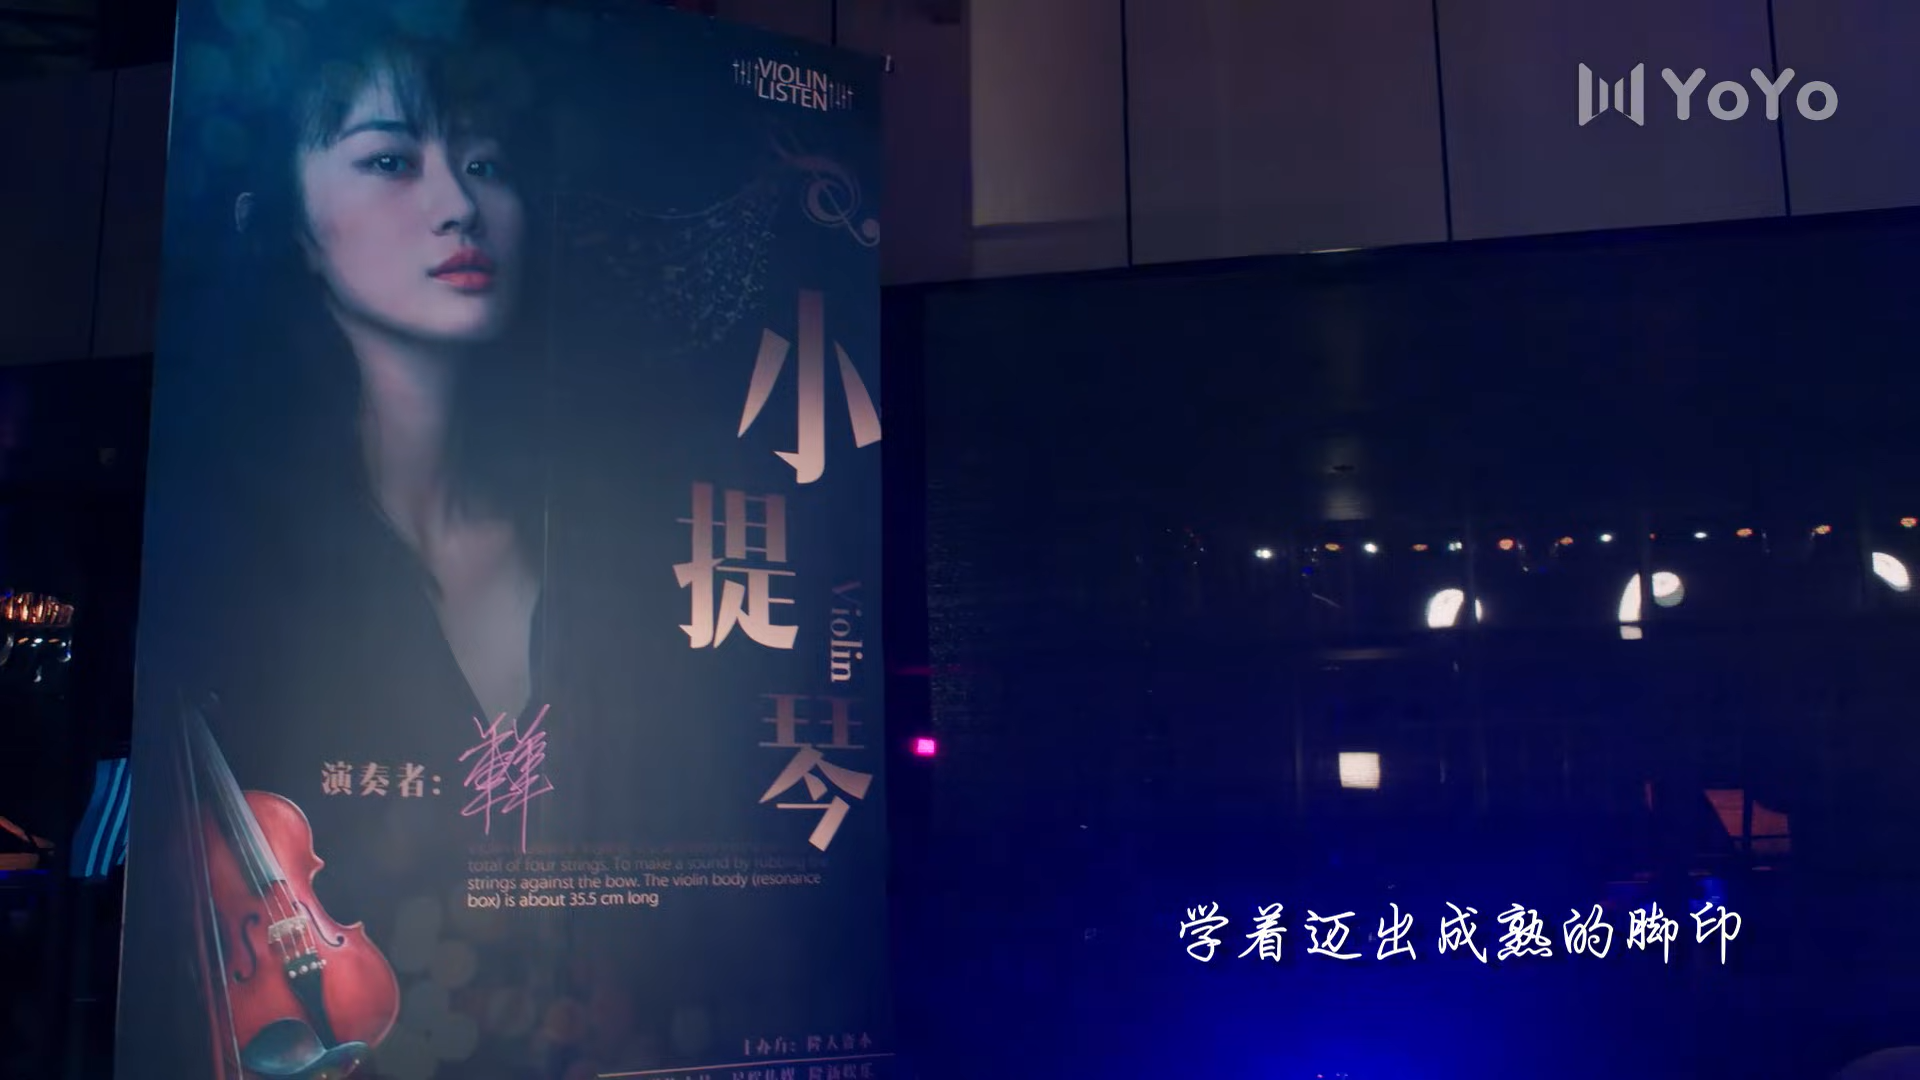 VIOLIN
LISTEN
YoYo
小提琴
Violin
演奏者：
total of four strings. To make a sound by rubbing the
strings against the bow. The violin body (resonance
box) is about 35.5 cm long
学着迈出成熟的脚印